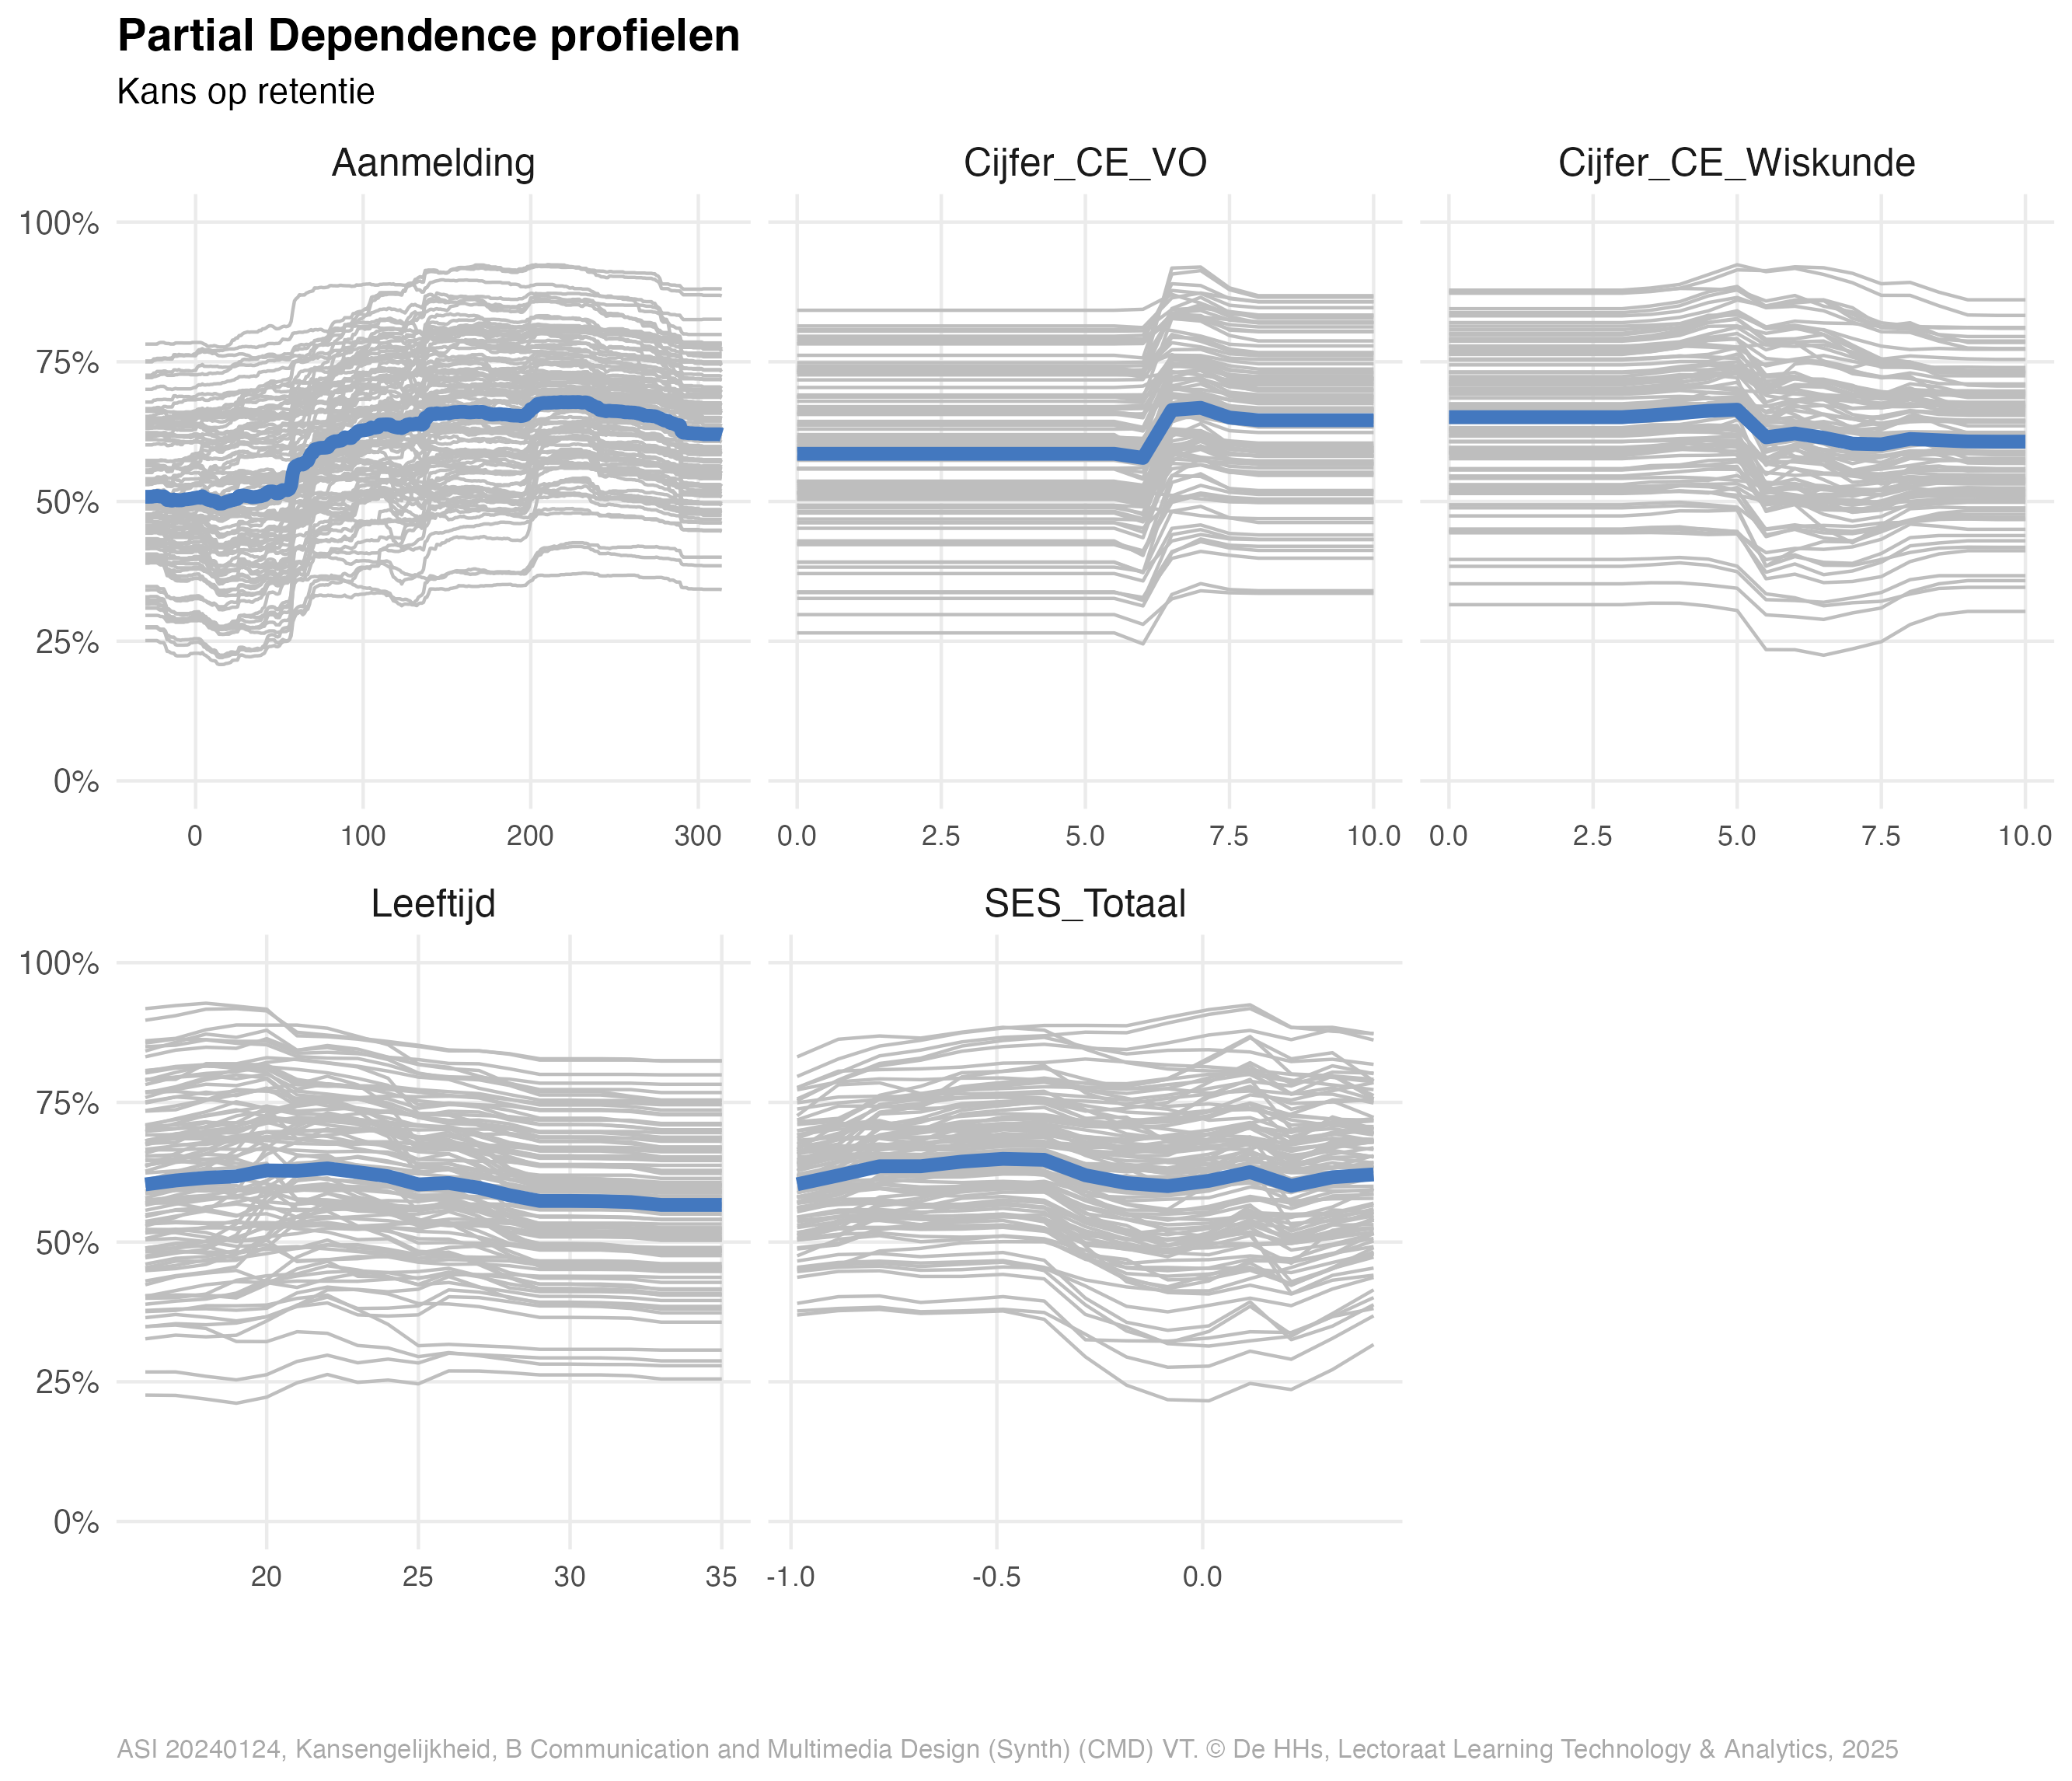 Partial Dependence profielen
Kans op retentie
Aanmelding
Cijfer_CE_VO
Cijfer_CE_Wiskunde
100%
75%
50%
25%
0%
0 100 200 300
0.0 2.5 5.0 7.5 10.0
0.0 2.5 5.0 7.5 10.0
Leeftijd
SES_Totaal
100%
75%
50%
25%
0%
20 25 30 35
-1.0 -0.5 0.0
ASI 20240124, Kansengelijkheid, B Communication and Multimedia Design (Synth) (CMD) VT. © De HHs, Lectoraat Learning Technology & Analytics, 2025